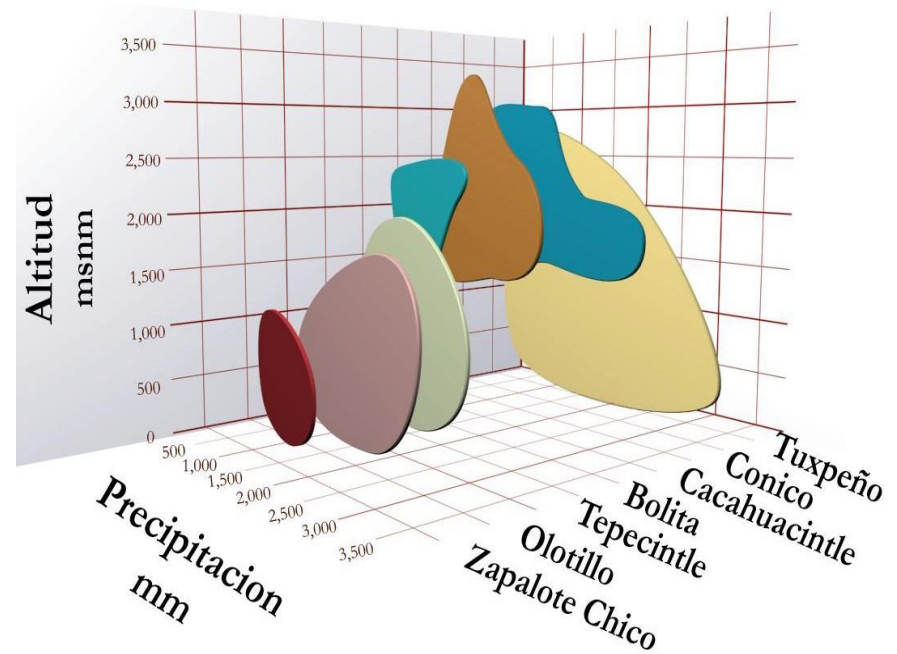 3,500
3,000
2,500
2,000
1,500
1,000
500
0
Altitud
msnm
500
1,000
1,500
2,000
2,500
3,000
3,500
Precipitacion
mm
Tuxpeño
Conico
Cacahuacintle
Bolita
Tepecintle
Olotillo
Zapalote Chico